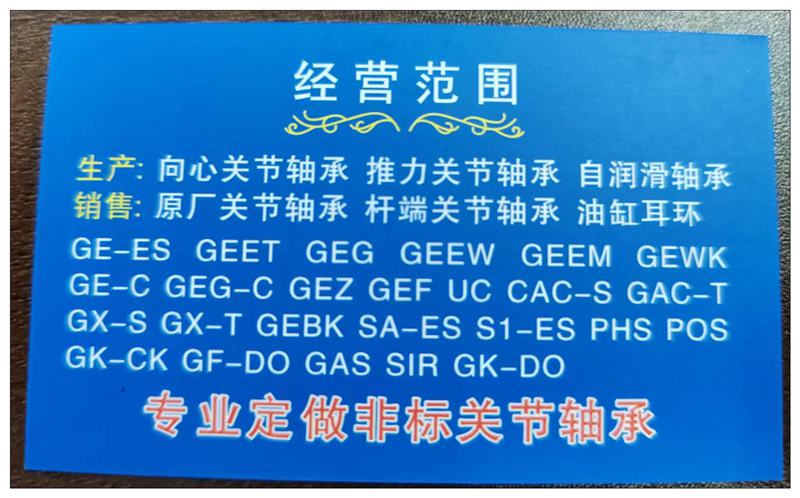 经营范围
生产: 向心关节轴承 推力关节轴承 自润滑轴承
销售: 原厂关节轴承 杆端关节轴承 油缸耳环
GE-ES GEET GEG GEEW GEEM GEWK
GE-C GEG-C GEZ GEF UC CAC-S GAC-T
GX-S GX-T GEBK SA-ES S1-ES PHS POS
GK-CK GF-DO GAS SIR GK-DO
专业定做非标关节轴承